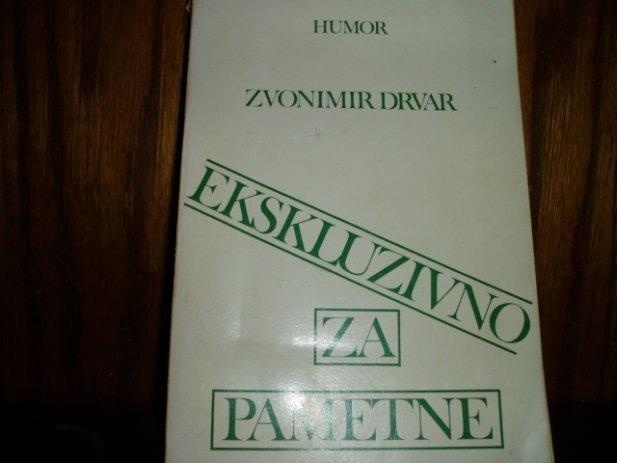 HUMOR
ZVONIMIR DRVAR
EKSKLUZIVNO
ZA
PAMETNE